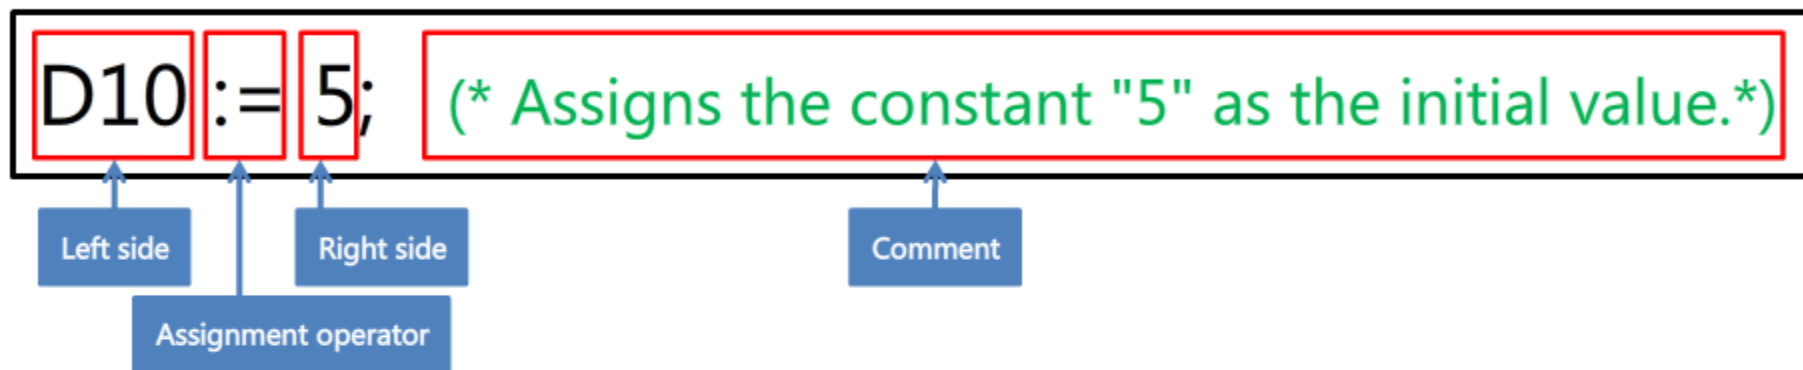 D10 := 5; (* Assigns the constant "5" as the initial value.*)
Left side
Right side
Comment
Assignment operator